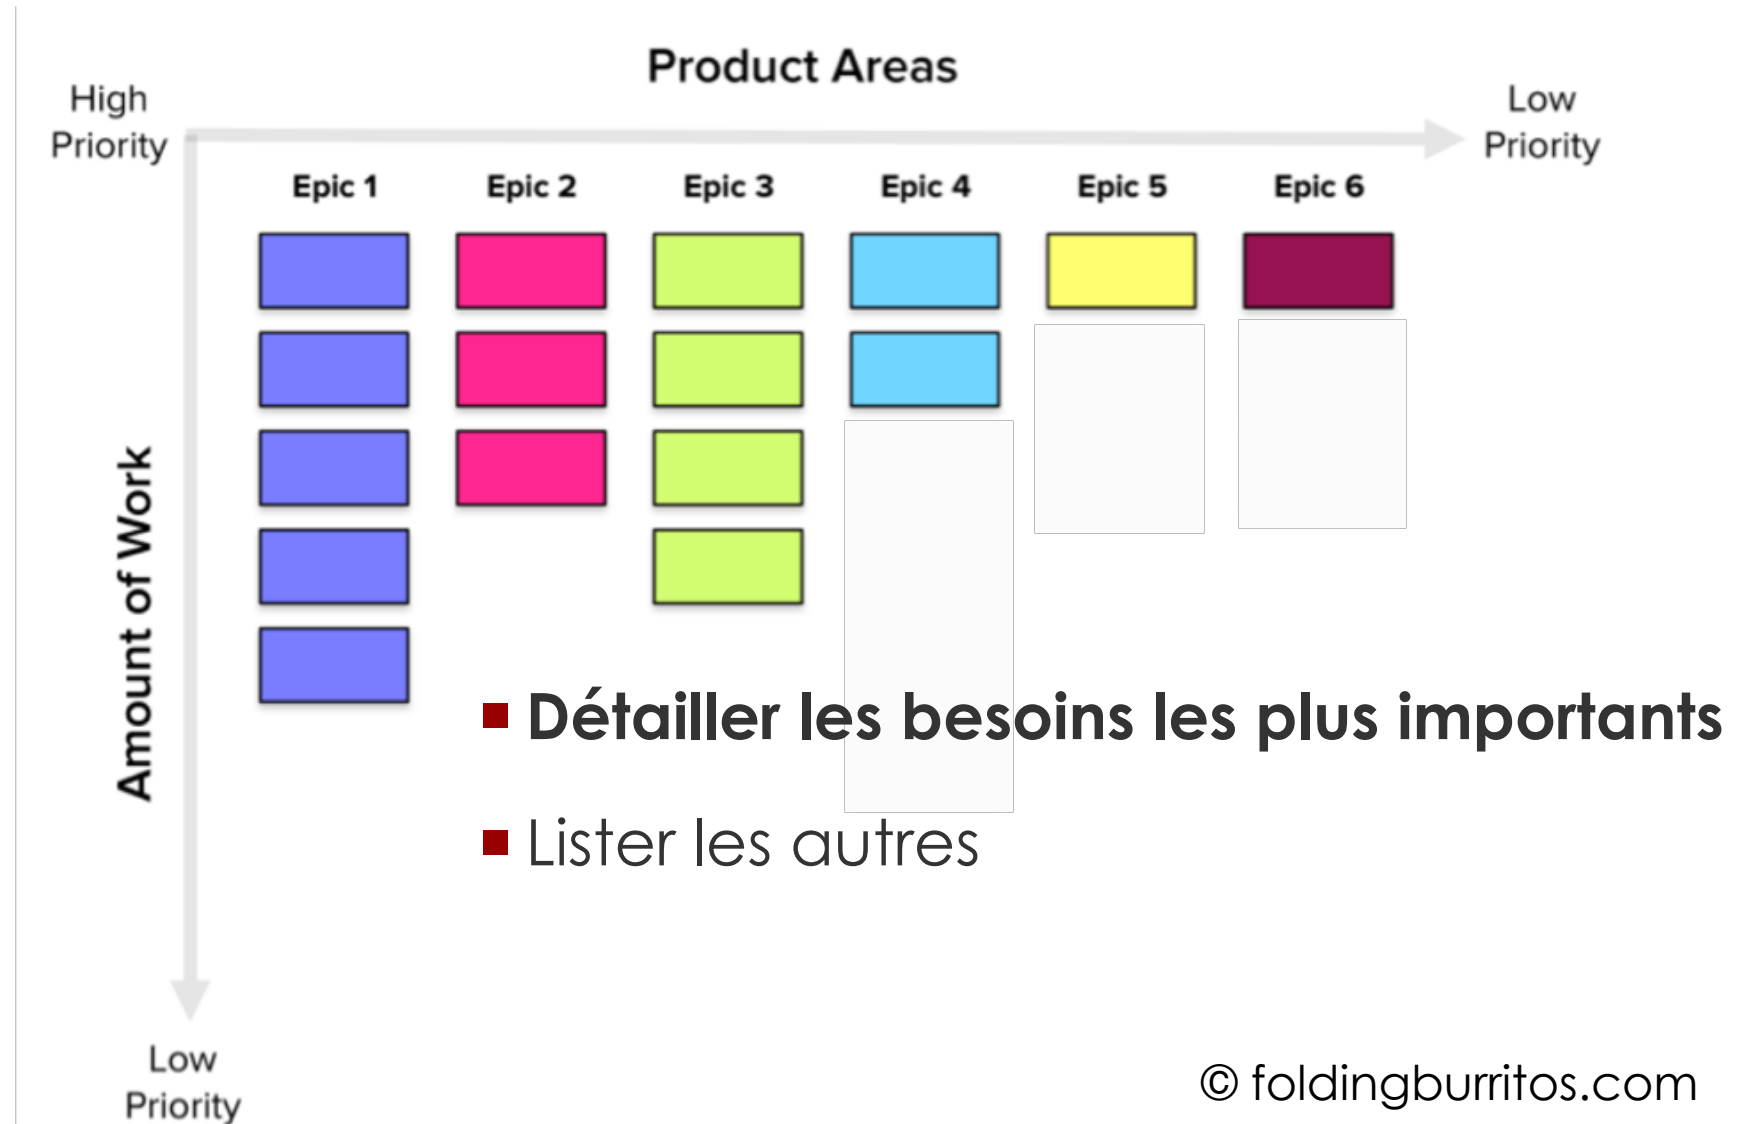 Product Areas
High
Priority
Low
Priority
Epic 1
Epic 2
Epic 3
Epic 4
Epic 5
Epic 6
Amount of Work
▪ Détailler les besoins les plus importants
▪ Lister les autres
Low
Priority
© foldingburritos.com